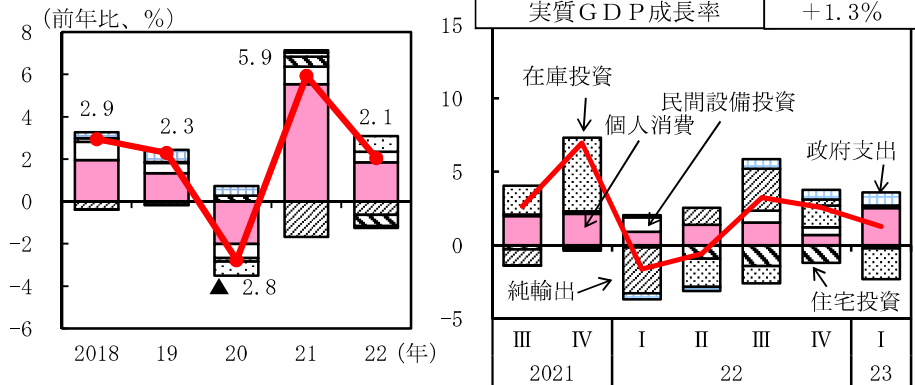 (前年比、%)
8
6
4
2
0
−2
−4
−6
2.9
2.3
▲ 2.8
5.9
2.1
2018 19 20 21 22 (年)
実質GDP成長率 +1.3%
15
10
5
0
−5
在庫投資
民間設備投資
個人消費
政府支出
純輸出
住宅投資
Ⅲ Ⅳ Ⅰ Ⅱ Ⅲ Ⅳ Ⅰ
2021 22 23